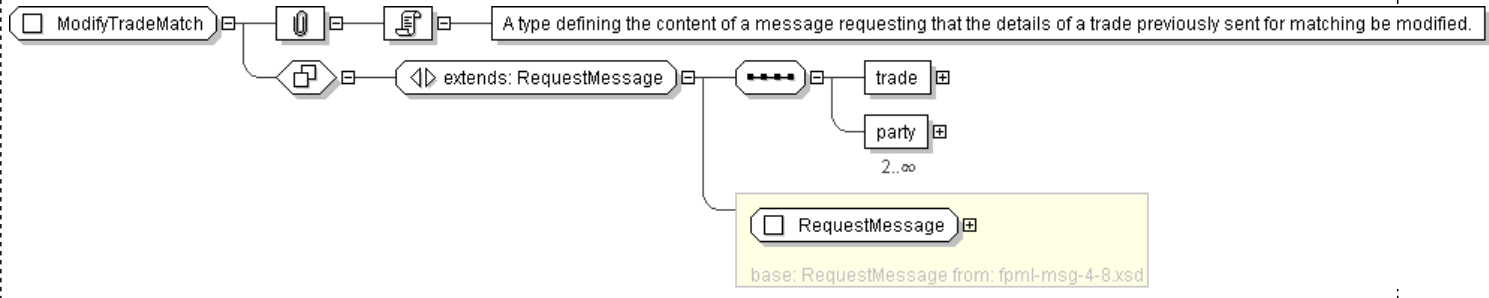 ModifyTradeMatch
A type defining the content of a message requesting that the details of a trade previously sent for matching be modified.
extends: RequestMessage
trade
party
2..∞
RequestMessage
base: RequestMessage from: fpml-msg-4-8.xsd